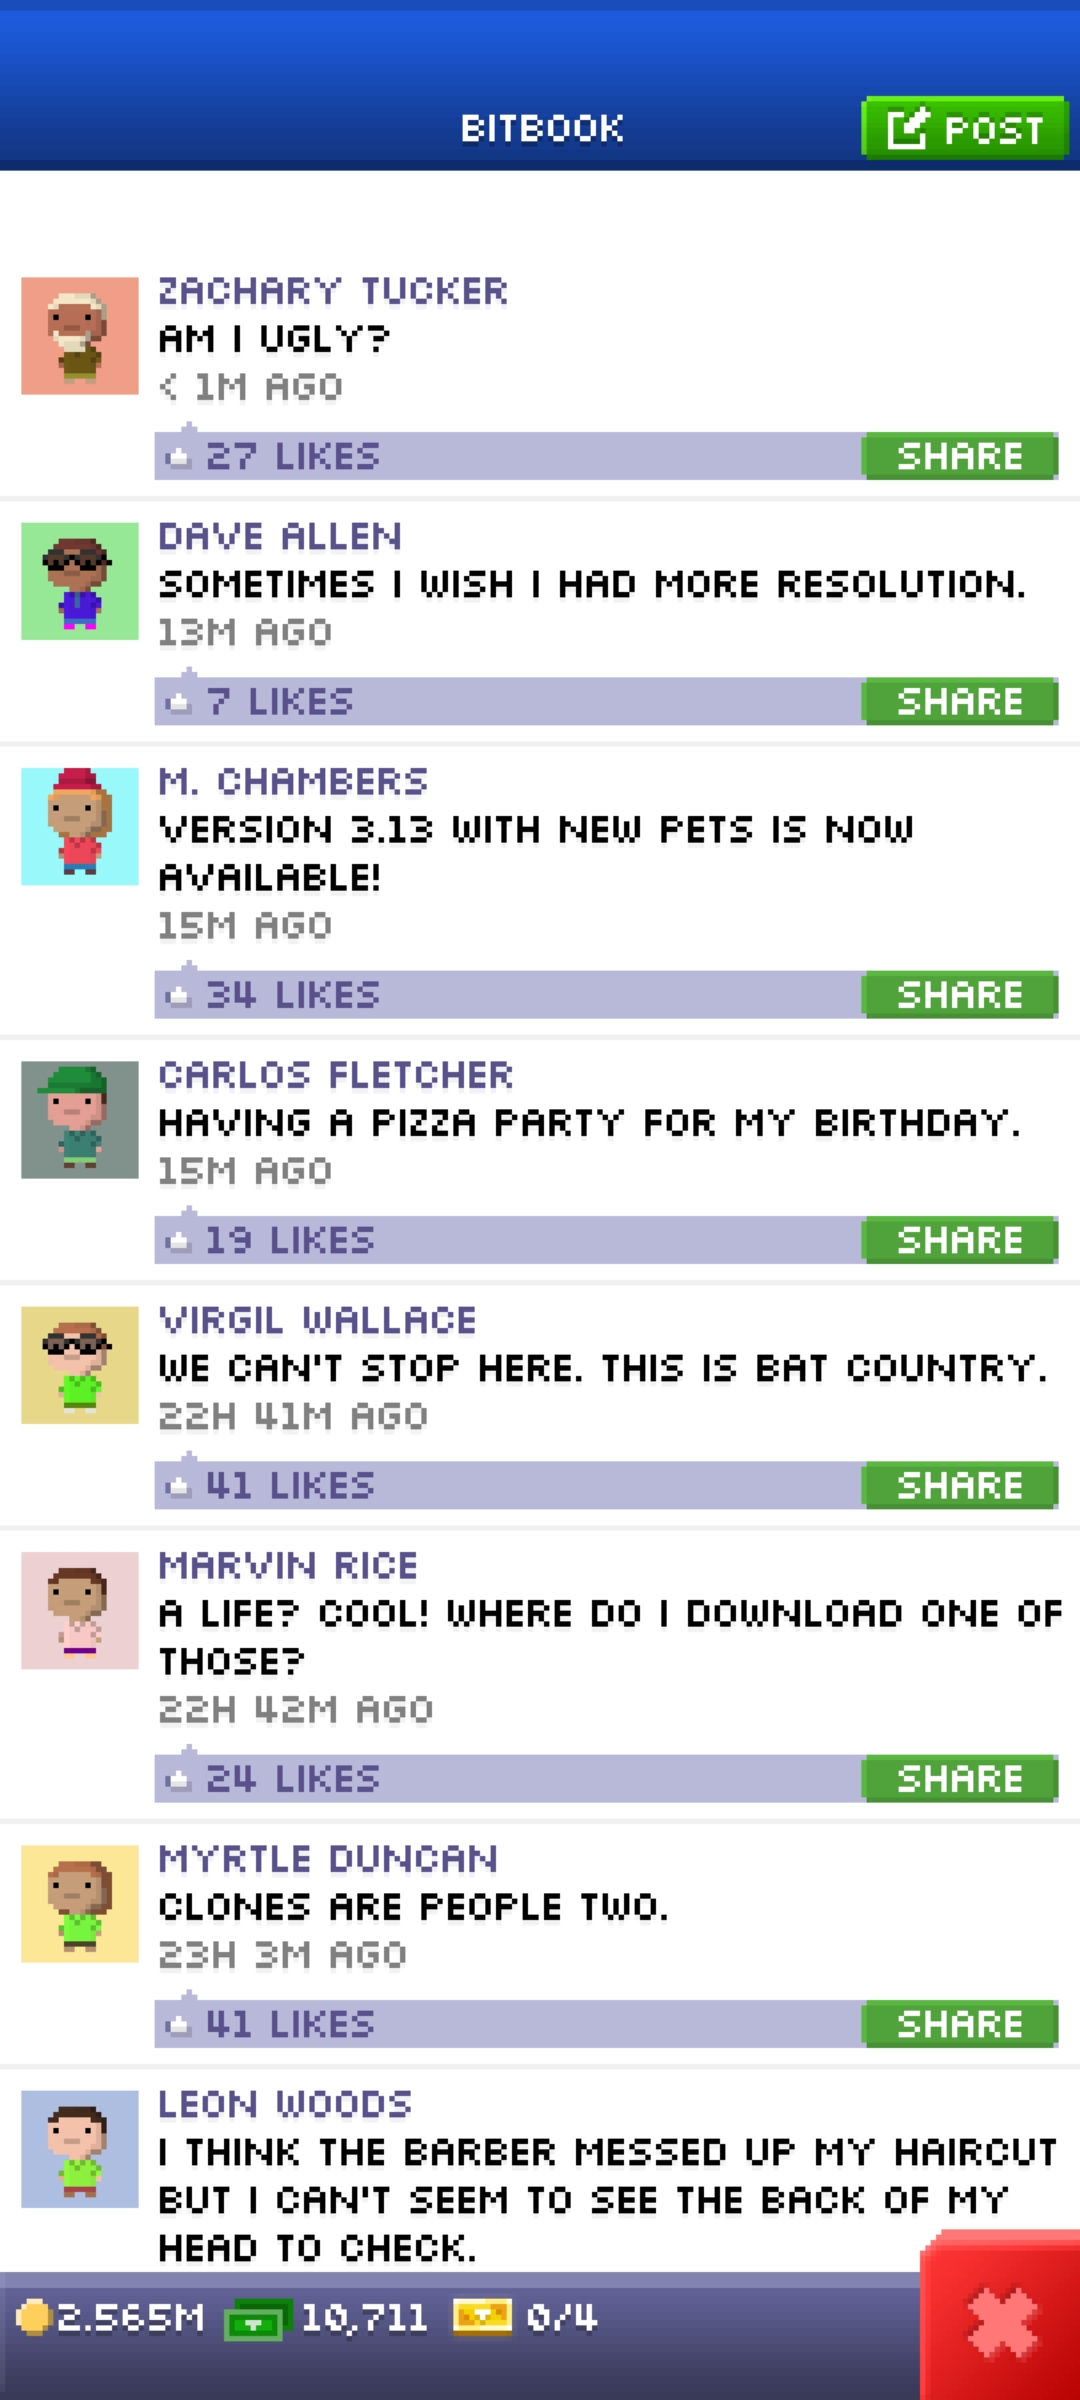 BITBOOK
POST
ZACHARY TUCKER
AM I UGLY?
< 1M AGO
27 LIKES
SHARE
DAVE ALLEN
SOMETIMES I WISH I HAD MORE RESOLUTION.
13M AGO
7 LIKES
SHARE
M. CHAMBERS
VERSION 3.13 WITH NEW PETS IS NOW
AVAILABLE!
15M AGO
34 LIKES
SHARE
CARLOS FLETCHER
HAVING A PIZZA PARTY FOR MY BIRTHDAY.
15M AGO
19 LIKES
SHARE
VIRGIL WALLACE
WE CAN'T STOP HERE. THIS IS BAT COUNTRY.
22H 41M AGO
41 LIKES
SHARE
MARVIN RICE
A LIFE? COOL! WHERE DO I DOWNLOAD ONE OF
THOSE?
22H 42M AGO
24 LIKES
SHARE
MYRTLE DUNCAN
CLONES ARE PEOPLE TWO.
23H 3M AGO
41 LIKES
SHARE
LEON WOODS
I THINK THE BARBER MESSED UP MY HAIRCUT
BUT I CAN'T SEEM TO SEE THE BACK OF MY
HEAD TO CHECK.
2.565M 10,711 0/4